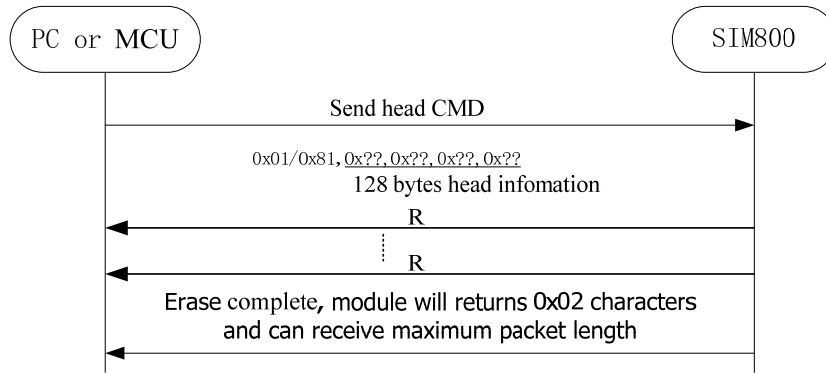 PC or MCU
SIM800
Send head CMD
0x01/0x81, 0x??, 0x??, 0x??, 0x??
128 bytes head infomation
R
R
Erase complete, module will returns 0x02 characters
and can receive maximum packet length